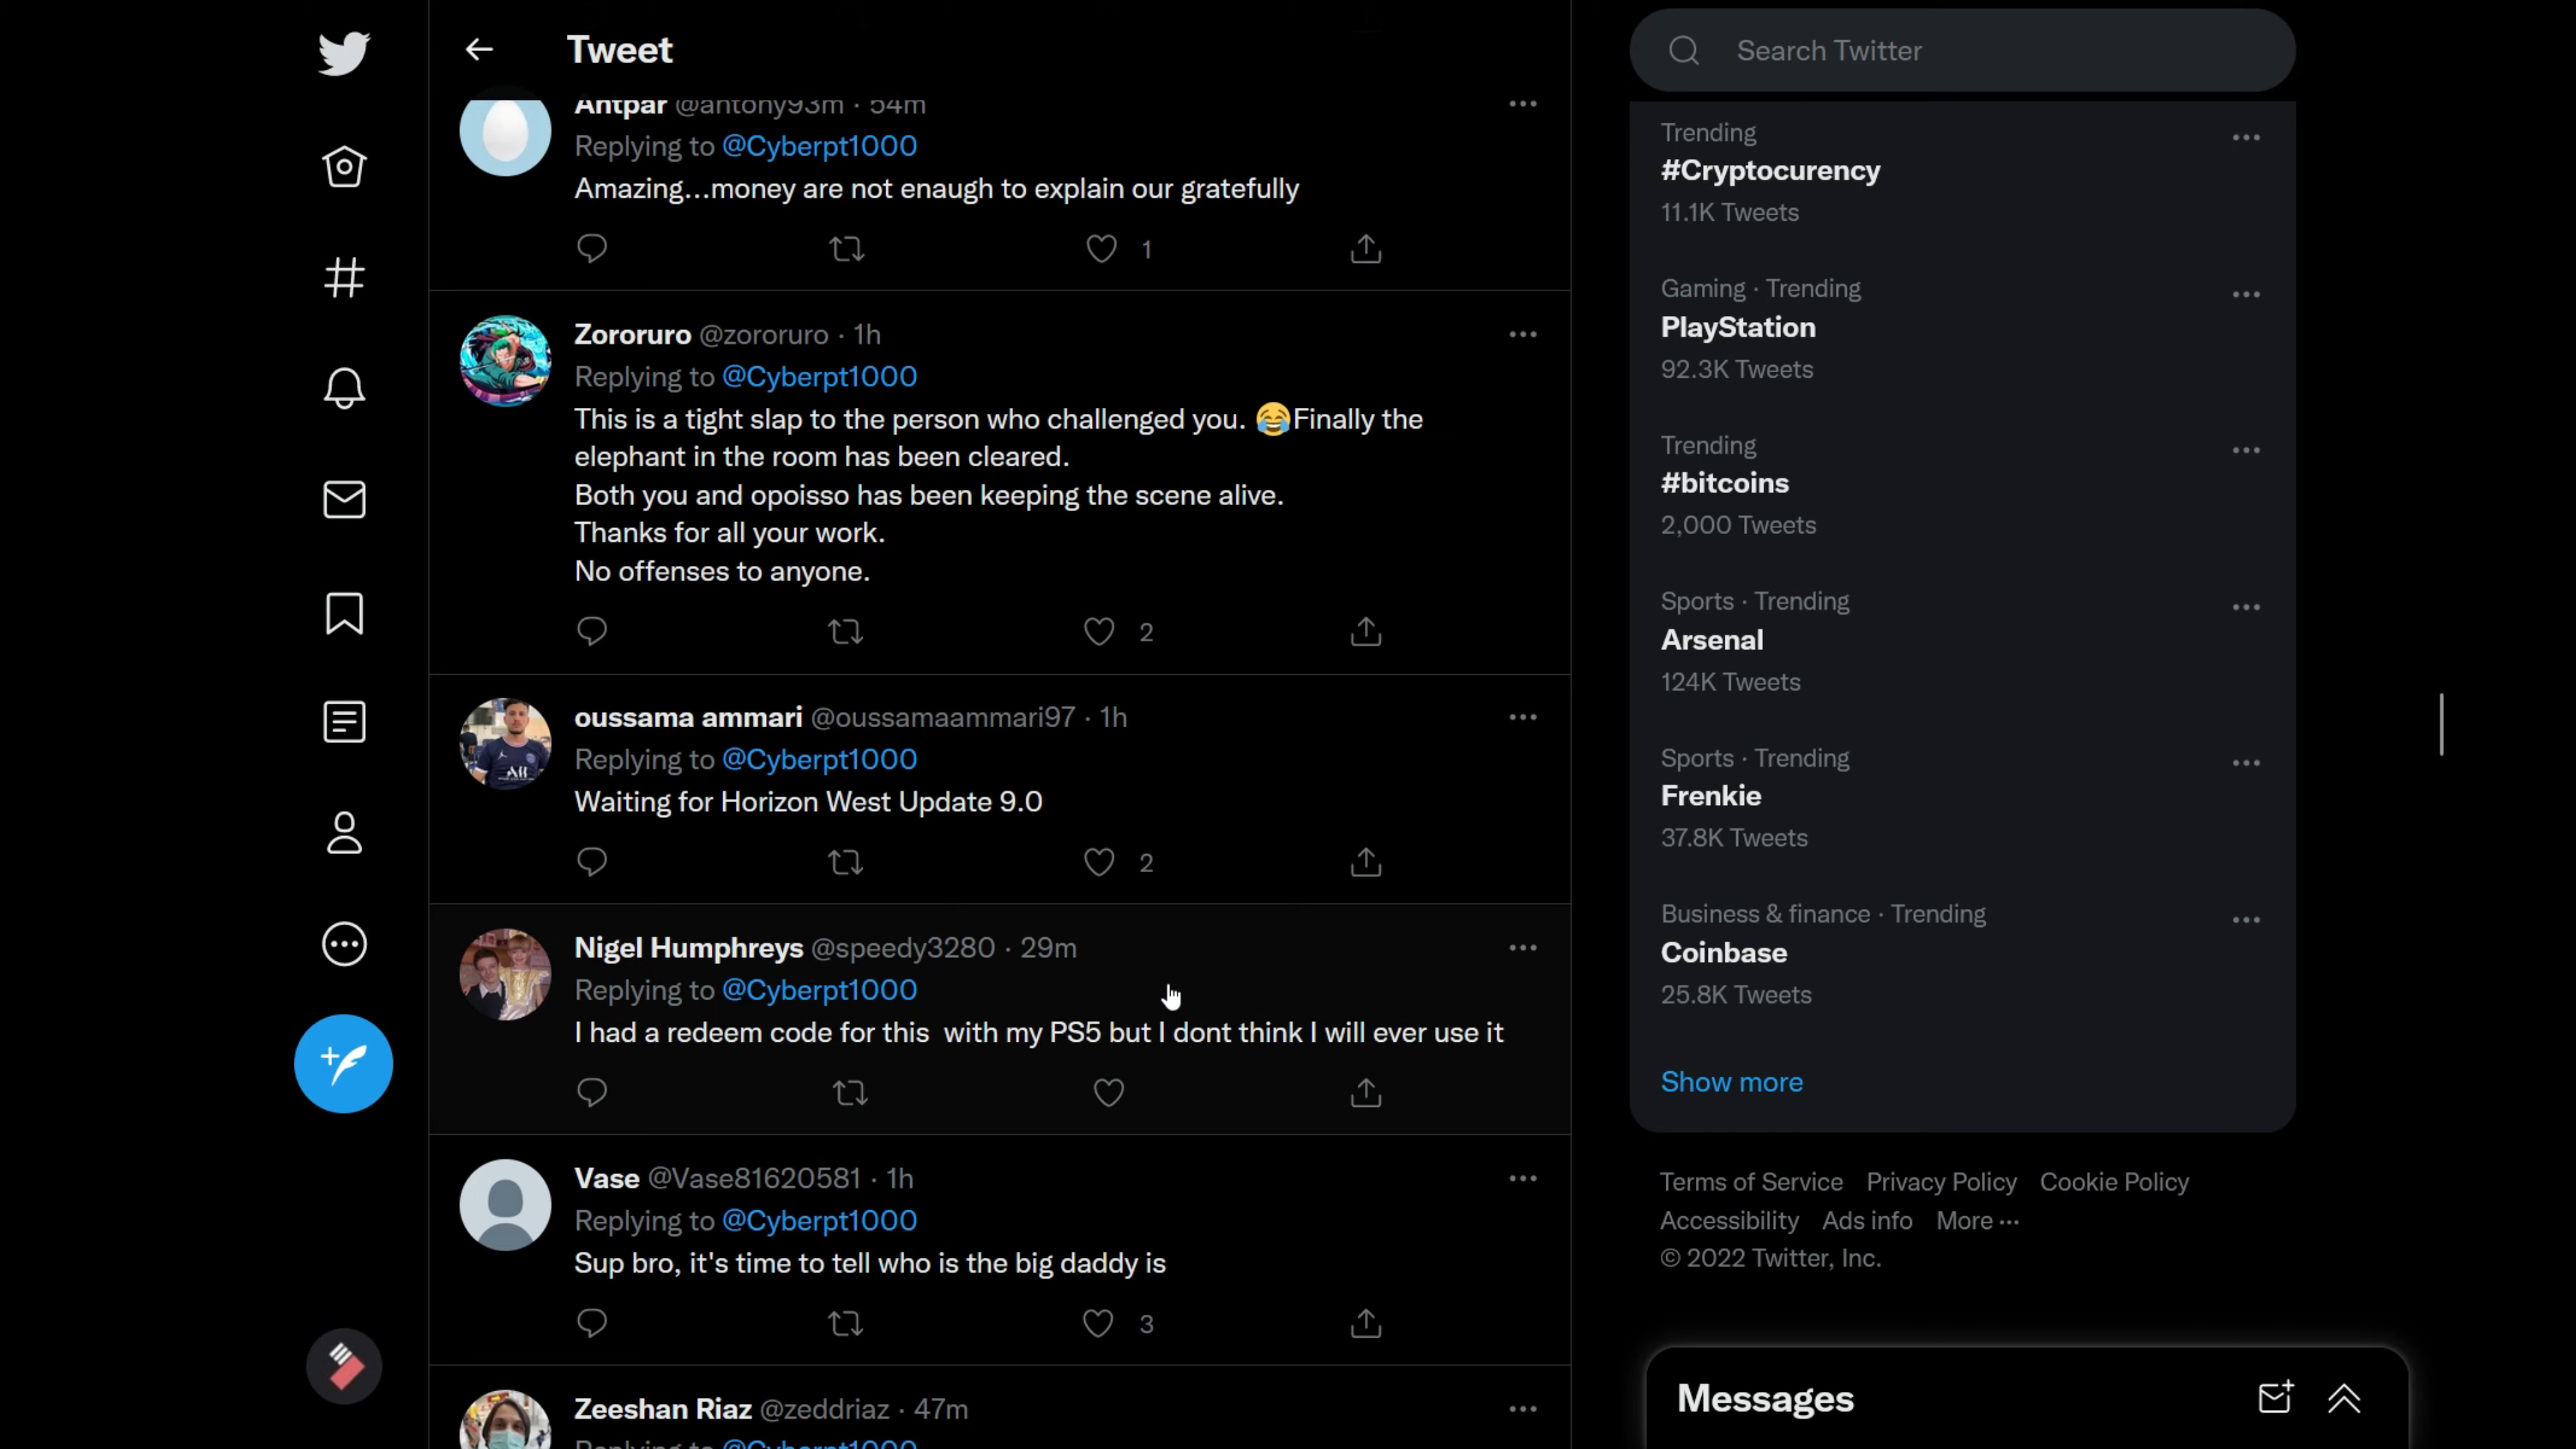 Tweet
Search Twitter
Antpar @antony93m · 54m
Replying to @Cyberpt1000
Amazing...money are not enaugh to explain our gratefully
1
Zororuro @zororuro · 1h
Replying to @Cyberpt1000
This is a tight slap to the person who challenged you. 😂Finally the
elephant in the room has been cleared.
Both you and opoisso has been keeping the scene alive.
Thanks for all your work.
No offenses to anyone.
2
oussama ammari @oussamaammari97 · 1h
Replying to @Cyberpt1000
Waiting for Horizon West Update 9.0
2
Nigel Humphreys @speedy3280 · 29m
Replying to @Cyberpt1000
I had a redeem code for this  with my PS5 but I dont think I will ever use it
Vase @Vase81620581 · 1h
Replying to @Cyberpt1000
Sup bro, it's time to tell who is the big daddy is
3
Zeeshan Riaz @zeddriaz · 47m
Replying to @Cyberpt1000
Trending
#Cryptocurency
11.1K Tweets
Gaming · Trending
PlayStation
92.3K Tweets
Trending
#bitcoins
2,000 Tweets
Sports · Trending
Arsenal
124K Tweets
Sports · Trending
Frenkie
37.8K Tweets
Business & finance · Trending
Coinbase
25.8K Tweets
Show more
Terms of Service Privacy Policy Cookie Policy
Accessibility Ads info More ···
© 2022 Twitter, Inc.
Messages